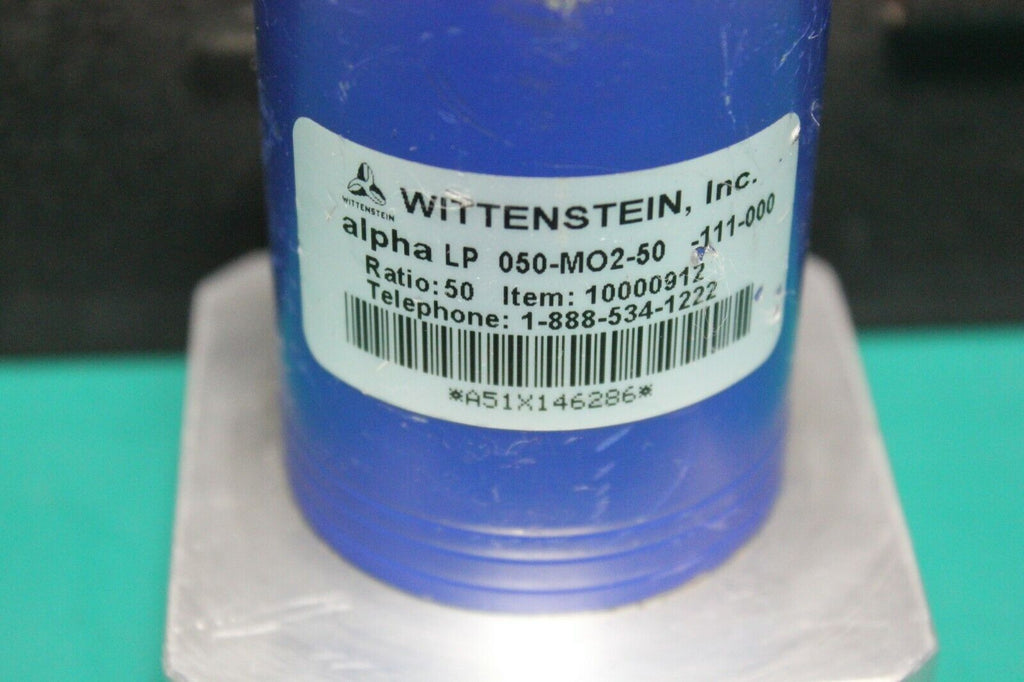 WITTENSTEIN
WITTENSTEIN, Inc.
alpha LP 050-MO2-50 -111-000
Ratio: 50 Item: 10000912
Telephone: 1-888-534-1222
*A51X146286*